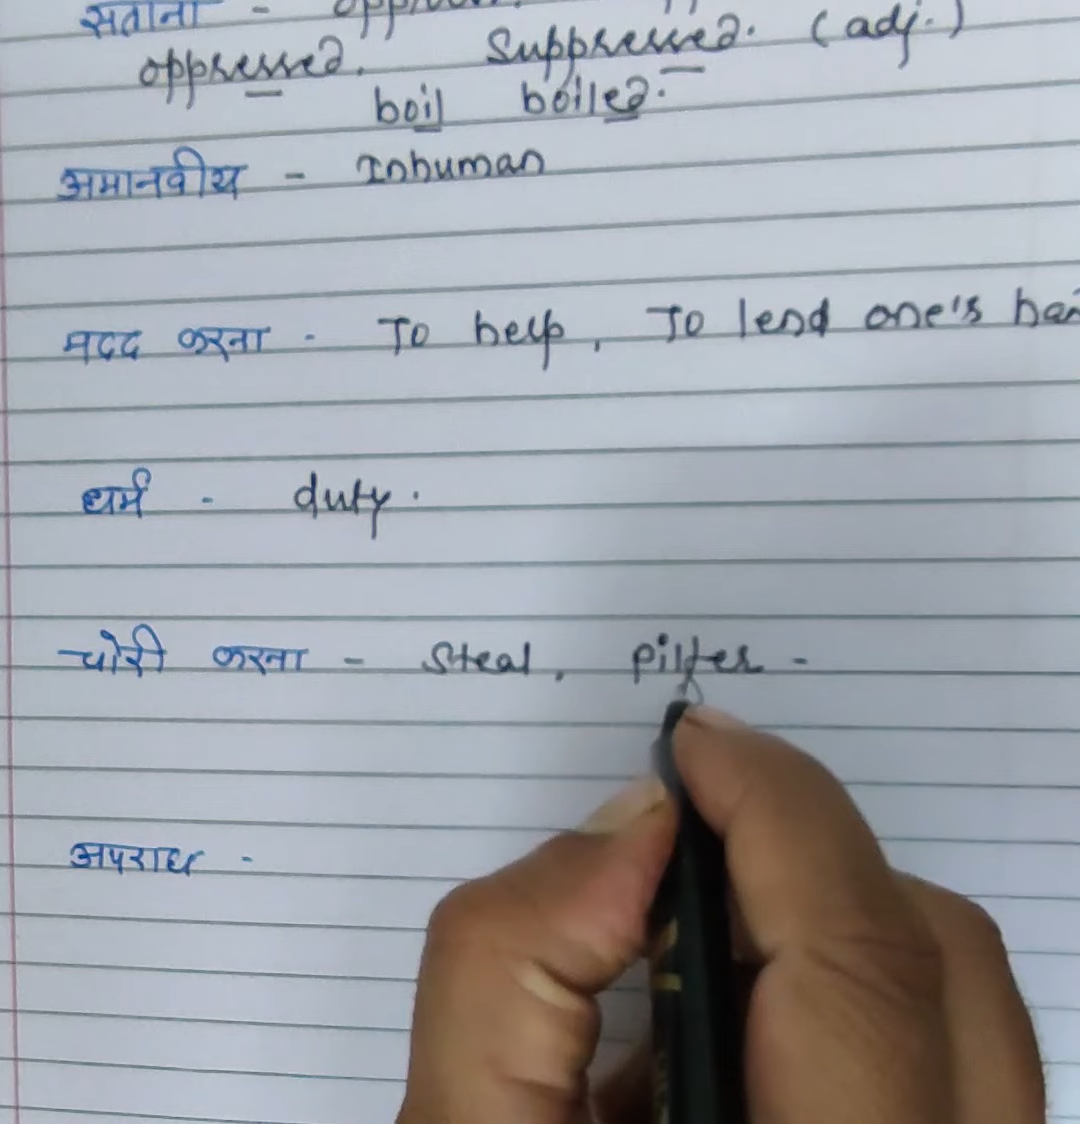 सताना -
oppressed. Suppressed. (adj.)
boil boiled.
अमानवीय - Inhuman
मदद करना - To help, To lend one's
धर्म - duty.
चोरी करना - Steal, Pilfer -
अपराध -